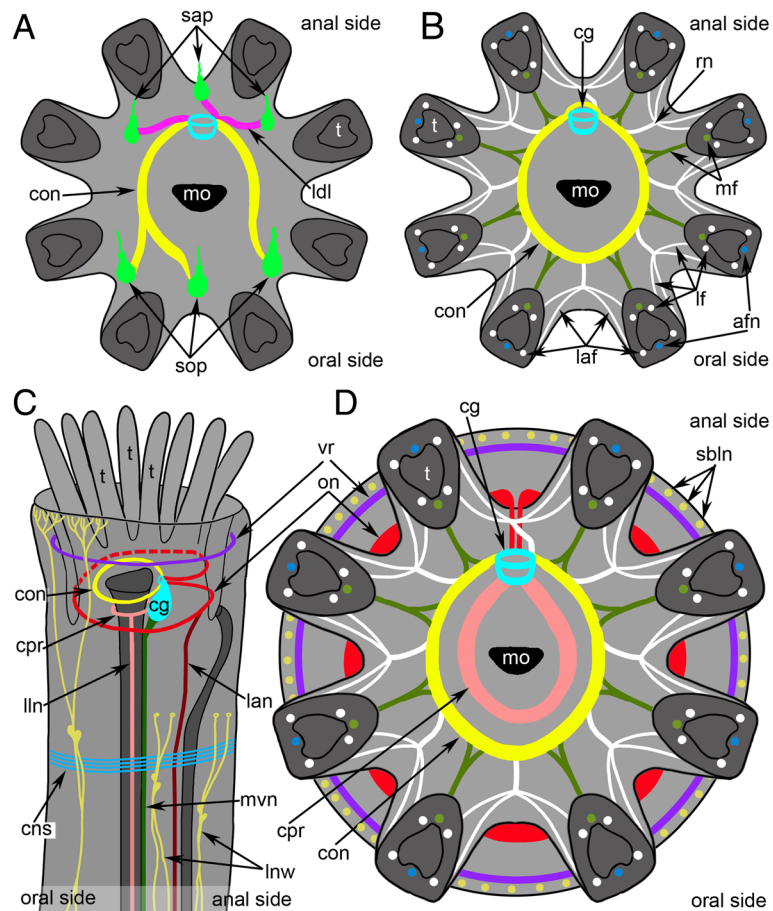 A
sap
anal side
t
con
mo
ldl
sop
oral side
B
cg
anal side
rn
t
mo
mf
con
lf
afn
laf
oral side
C
t
t
t
vr
on
con
cg
cpr
lln
lan
cns
mvn
lnw
oral side
anal side
D
cg
anal side
sbln
t
mo
cpr
con
oral side